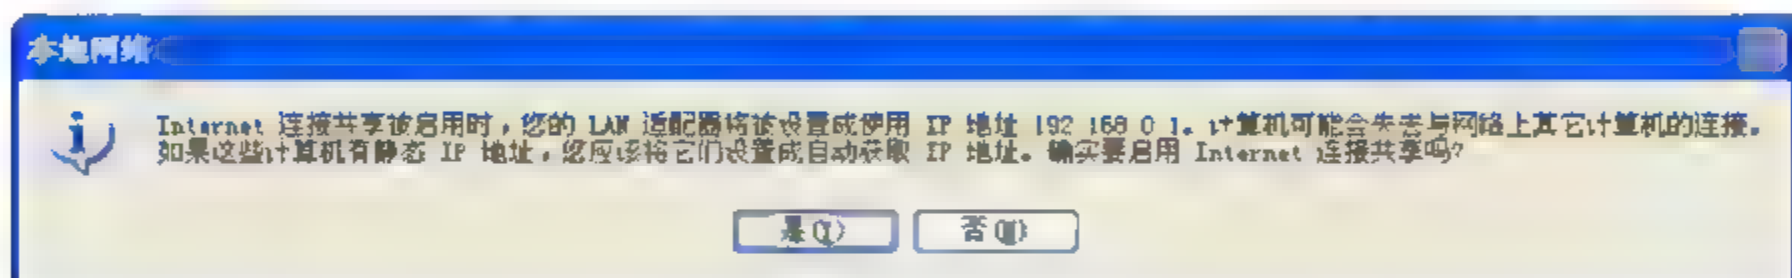 本地网络
Internet 连接共享被启用时，您的 LAN 适配器将被设置成使用 IP 地址 192.168.0.1。计算机可能会失去与网络上其它计算机的连接。
如果这些计算机有静态 IP 地址，您应该将它们设置成自动获取 IP 地址。确实要启用 Internet 连接共享吗?
是(Y)
否(N)